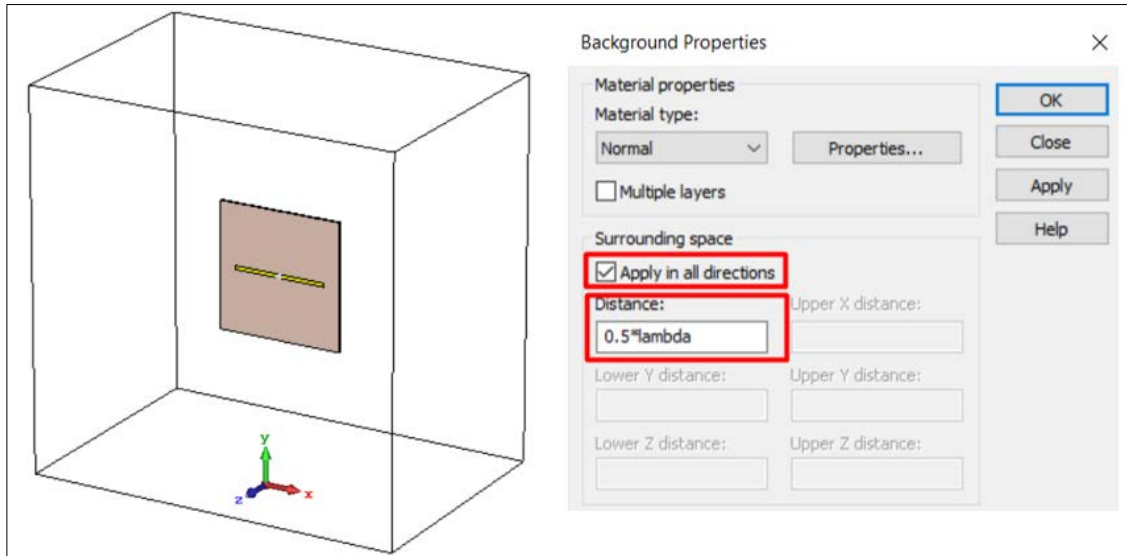 y
z
x
Background Properties
Material properties
Material type:
Normal
Properties...
Multiple layers
OK
Close
Apply
Help
Surrounding space
Apply in all directions
Distance:
Upper X distance:
0.5*lambda
Lower Y distance:
Upper Y distance:
Lower Z distance:
Upper Z distance: